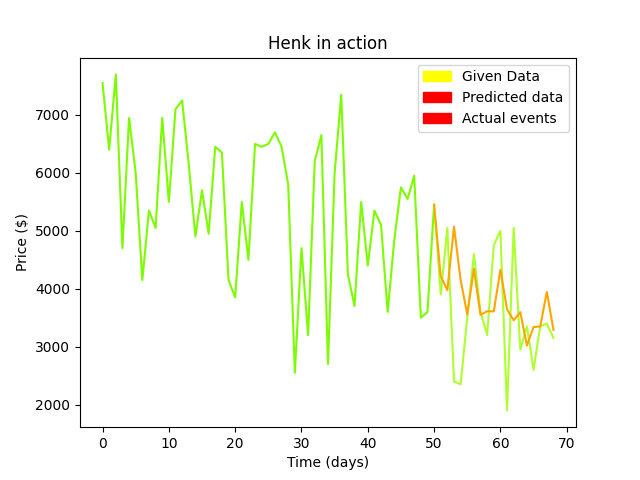 Henk in action
Given Data
Predicted data
Actual events
Price ($)
7000
6000
5000
4000
3000
2000
0 10 20 30 40 50 60 70
Time (days)